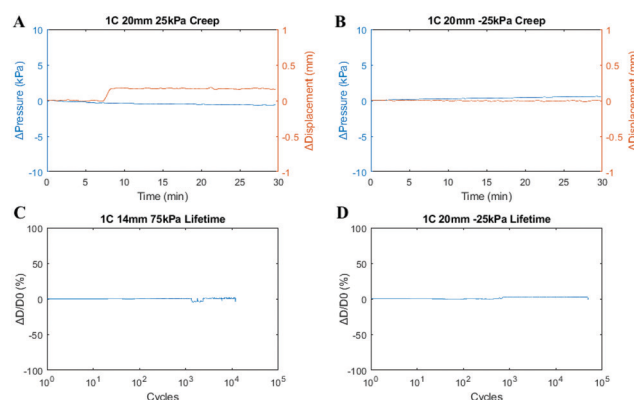 A
1C 20mm 25kPa Creep
10
5
0
-5
-10
ΔPressure (kPa)
1
0.5
0
-0.5
-1
ΔDisplacement (mm)
0 5 10 15 20 25 30
Time (min)
B
1C 20mm -25kPa Creep
10
5
0
-5
-10
ΔPressure (kPa)
1
0.5
0
-0.5
-1
ΔDisplacement (mm)
0 5 10 15 20 25 30
Time (min)
C
1C 14mm 75kPa Lifetime
100
50
0
-50
-100
ΔD/D0 (%)
10^0 10^1 10^2 10^3 10^4 10^5
Cycles
D
1C 20mm -25kPa Lifetime
100
50
0
-50
-100
ΔD/D0 (%)
10^0 10^1 10^2 10^3 10^4 10^5
Cycles